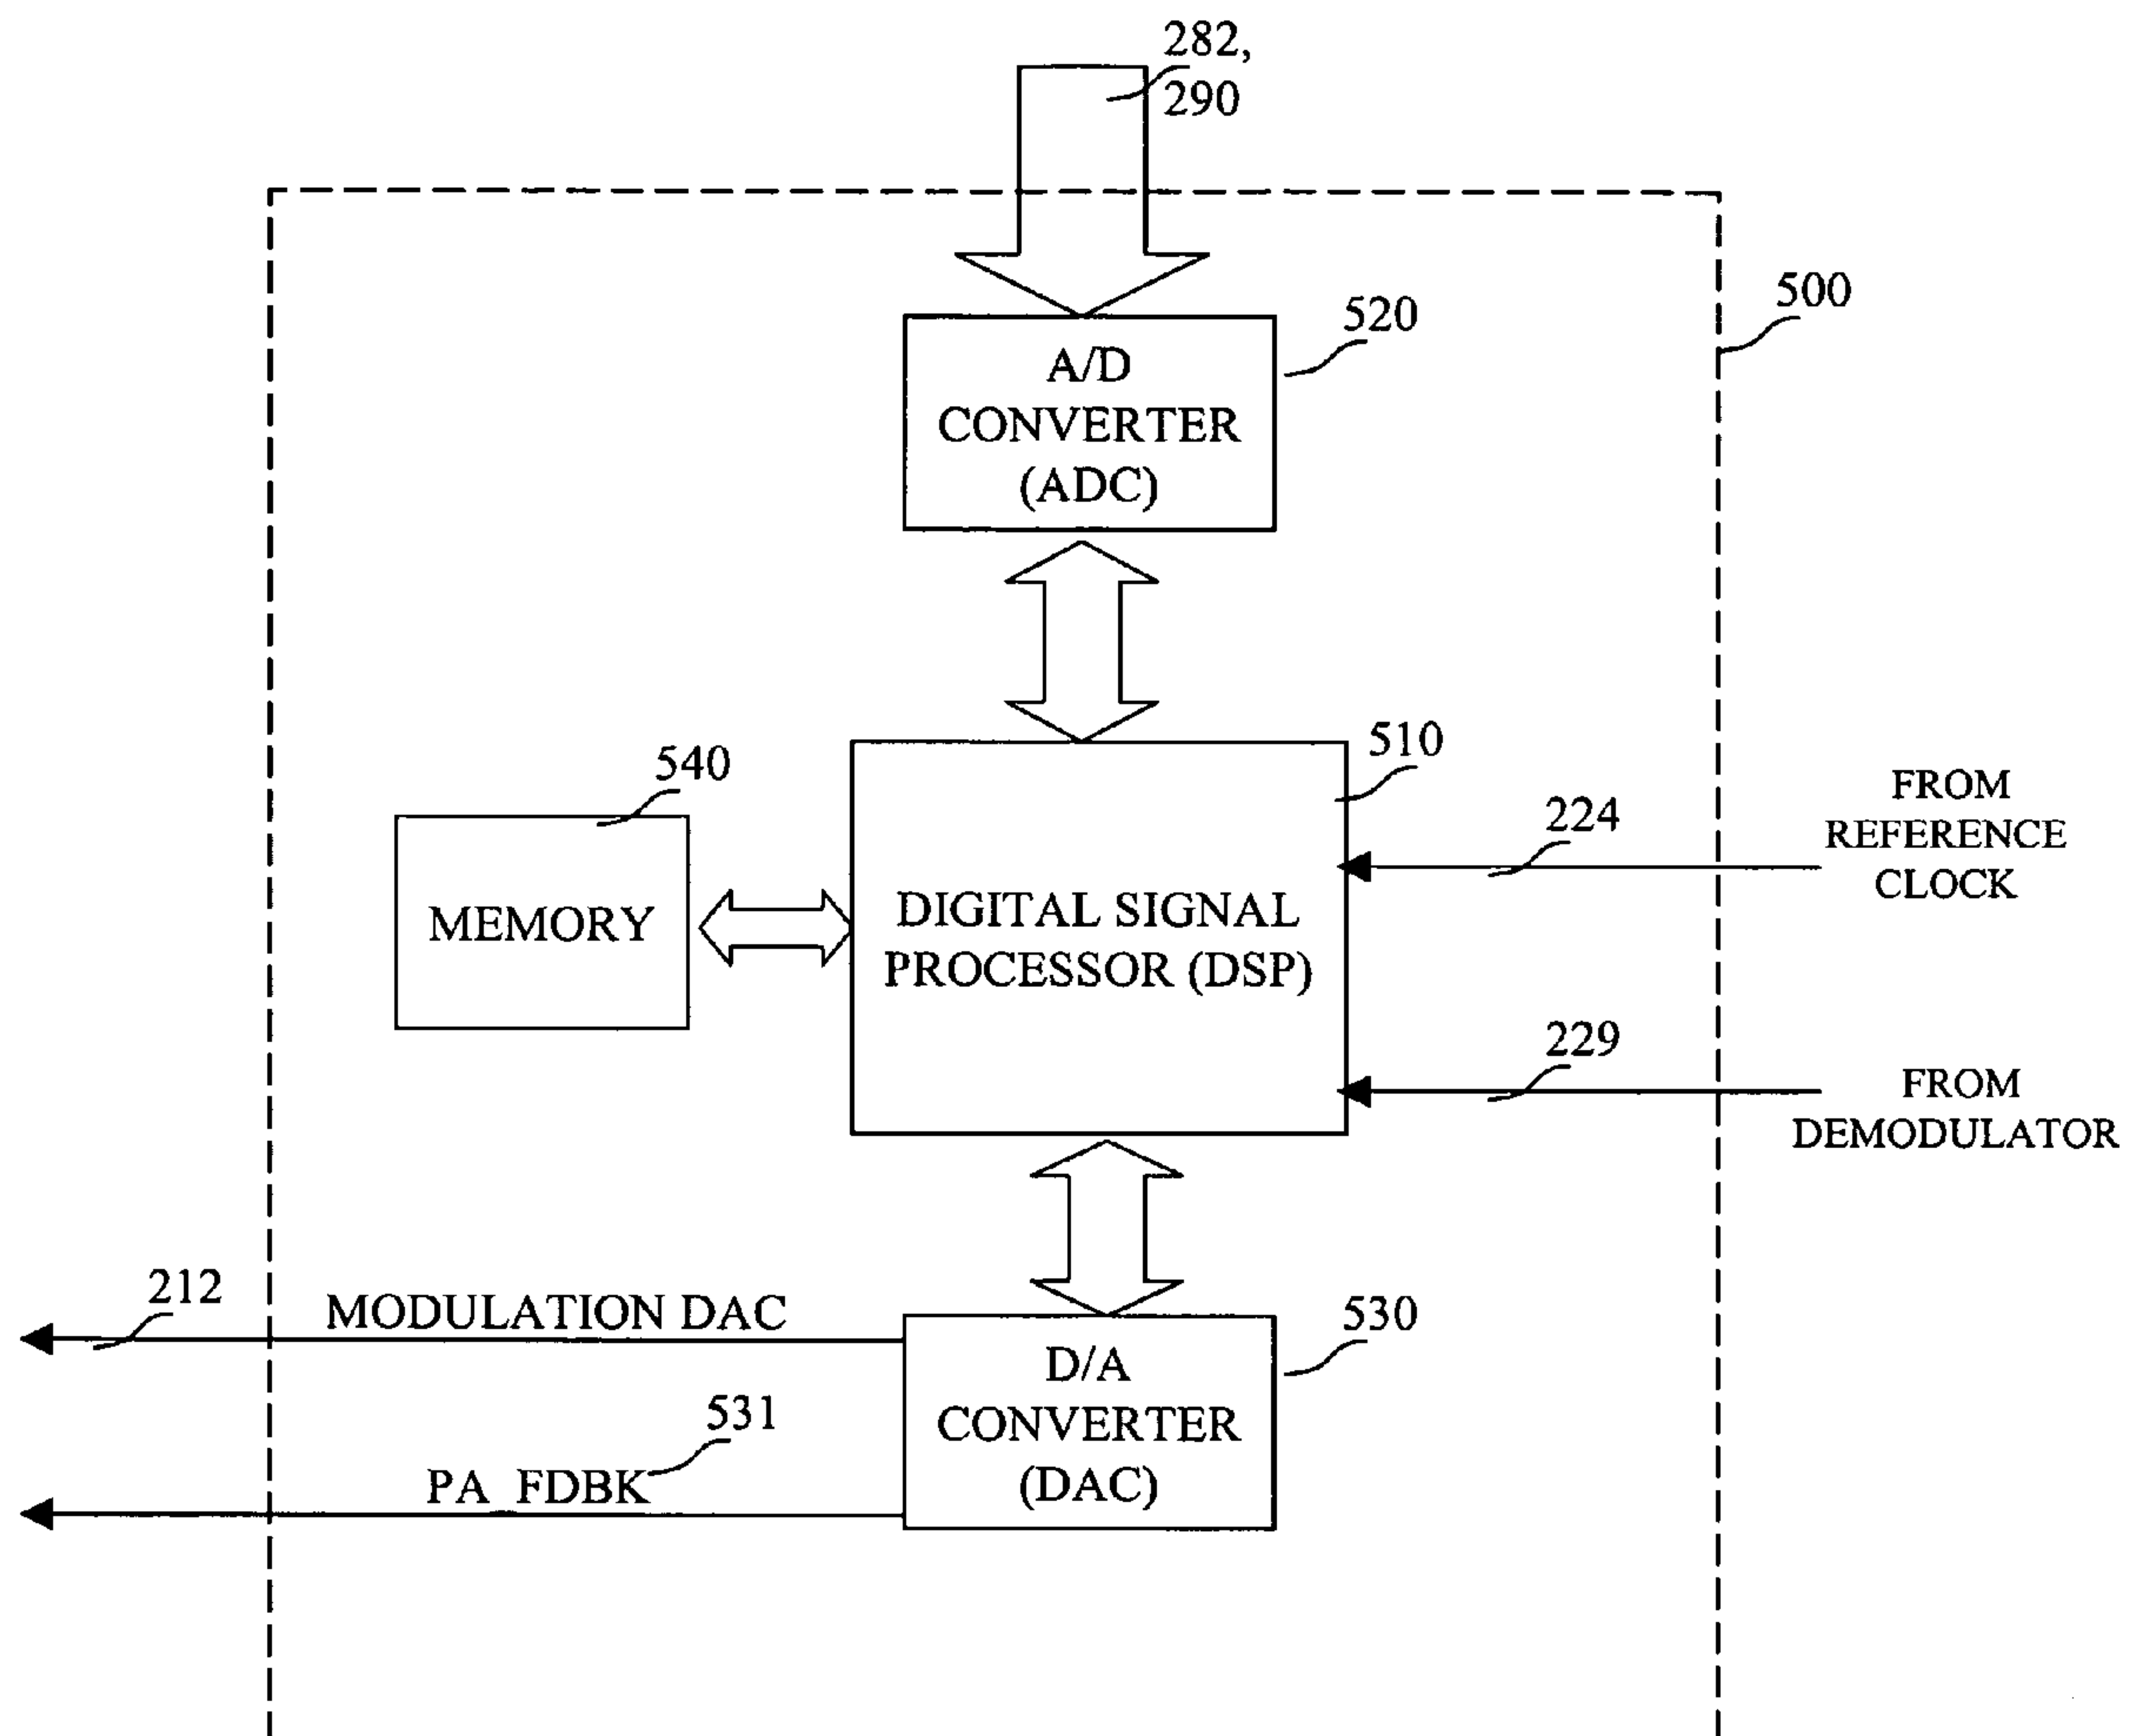 282,
290
500
520
A/D
CONVERTER
(ADC)
510
540
FROM
REFERENCE
CLOCK
224
MEMORY
DIGITAL SIGNAL
PROCESSOR (DSP)
229
FROM
DEMODULATOR
212
MODULATION DAC
530
D/A
CONVERTER
(DAC)
531
PA_FDBK